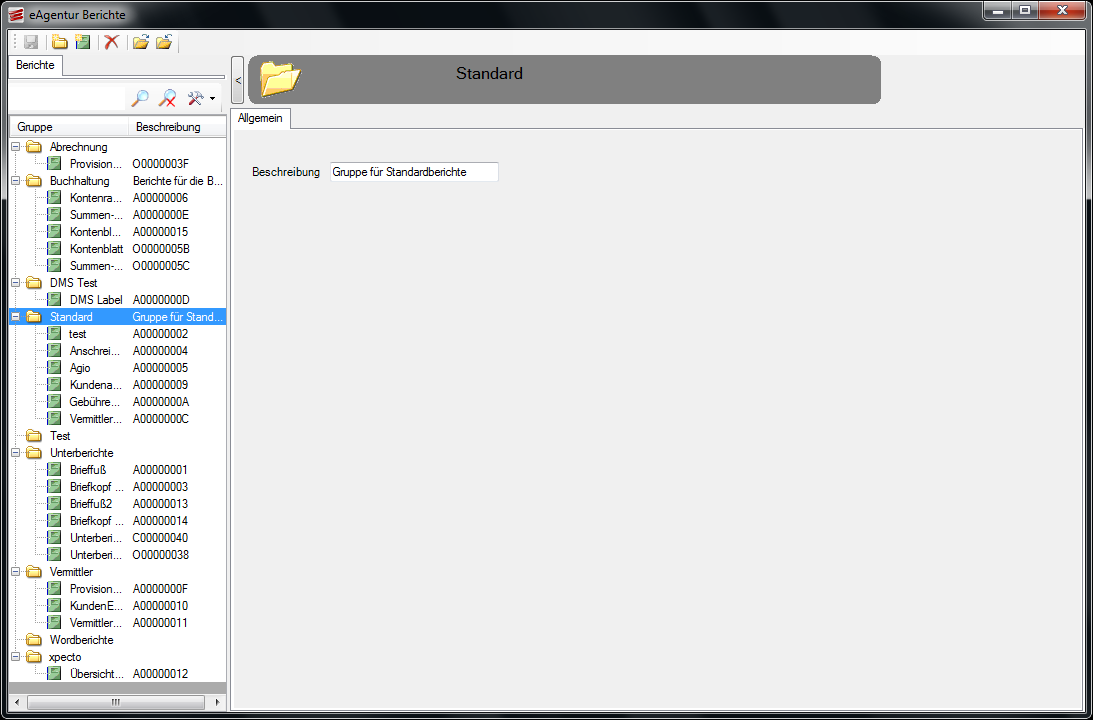 eAgentur Berichte
Berichte
Gruppe Beschreibung
Abrechnung
Provision... O0000003F
Buchhaltung Berichte für die B...
Kontenra... A00000006
Summen-... A0000000E
Kontenbl... A00000015
Kontenblatt O0000005B
Summen-... O0000005C
DMS Test
DMS Label A0000000D
Standard Gruppe für Stand...
test A00000002
Anschrei... A00000004
Agio A00000005
Kundena... A00000009
Gebühre... A0000000A
Vermittler... A0000000C
Test
Unterberichte
Brieffuß A00000001
Briefkopf ... A00000003
Brieffuß2 A00000013
Briefkopf ... A00000014
Unterberi... C00000040
Unterberi... O00000038
Vermittler
Provision... A0000000F
KundenE... A00000010
Vermittler... A00000011
Wordberichte
xpecto
Übersicht... A00000012
<
Standard
Allgemein
Beschreibung Gruppe für Standardberichte